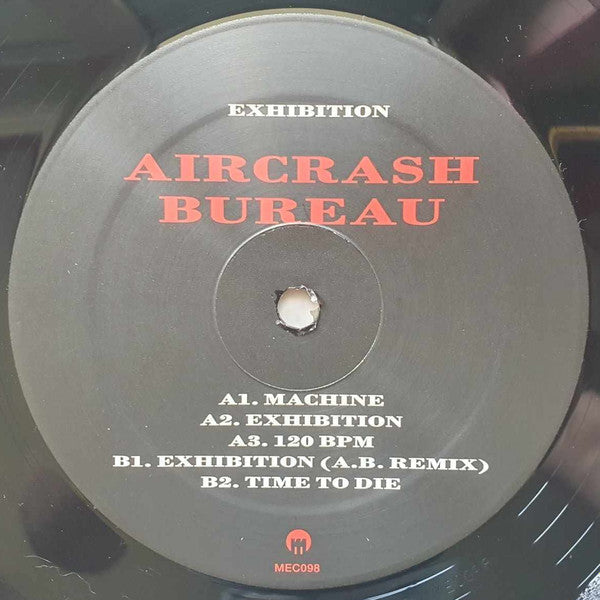 EXHIBITION
AIRCRASH
BUREAU
A1. MACHINE
A2. EXHIBITION
A3. 120 BPM
B1. EXHIBITION (A.B. REMIX)
B2. TIME TO DIE
MEC098